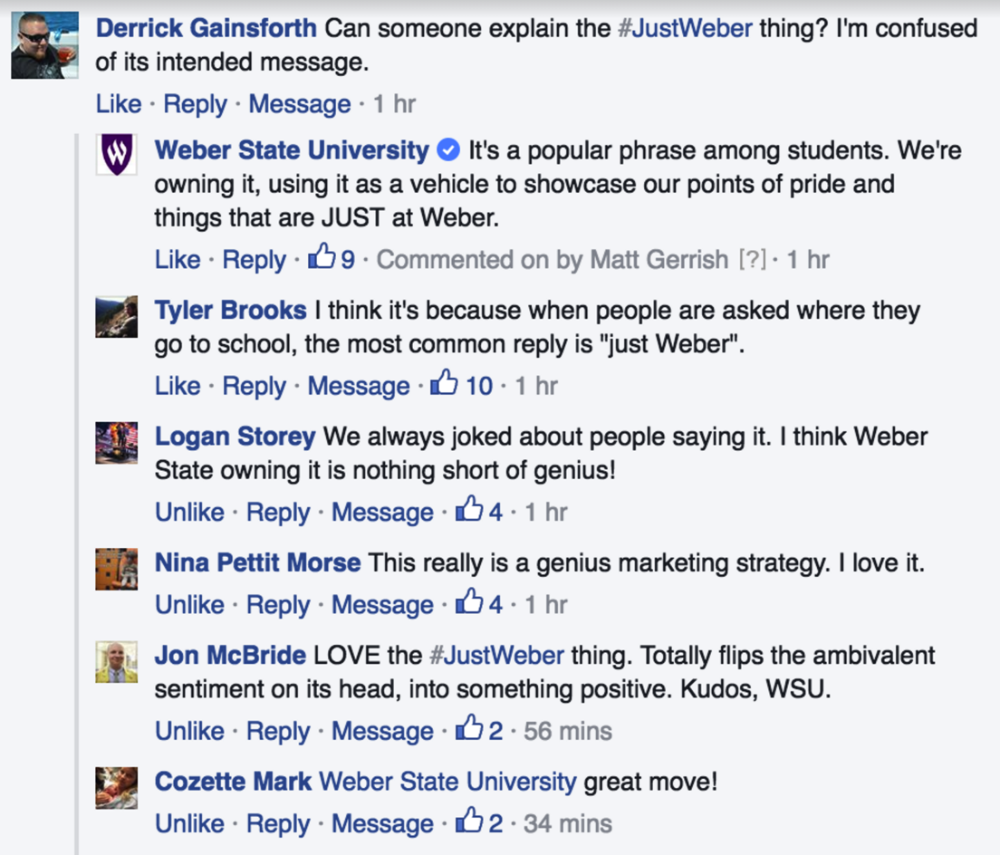 Derrick Gainsforth Can someone explain the #JustWeber thing? I'm confused
of its intended message.
Like · Reply · Message · 1 hr
W
Weber State University It's a popular phrase among students. We're
owning it, using it as a vehicle to showcase our points of pride and
things that are JUST at Weber.
Like · Reply · 9 · Commented on by Matt Gerrish [?] · 1 hr
Tyler Brooks I think it's because when people are asked where they
go to school, the most common reply is "just Weber".
Like · Reply · Message · 10 · 1 hr
Logan Storey We always joked about people saying it. I think Weber
State owning it is nothing short of genius!
Unlike · Reply · Message · 4 · 1 hr
Nina Pettit Morse This really is a genius marketing strategy. I love it.
Unlike · Reply · Message · 4 · 1 hr
Jon McBride LOVE the #JustWeber thing. Totally flips the ambivalent
sentiment on its head, into something positive. Kudos, WSU.
Unlike · Reply · Message · 2 · 56 mins
Cozette Mark Weber State University great move!
Unlike · Reply · Message · 2 · 34 mins